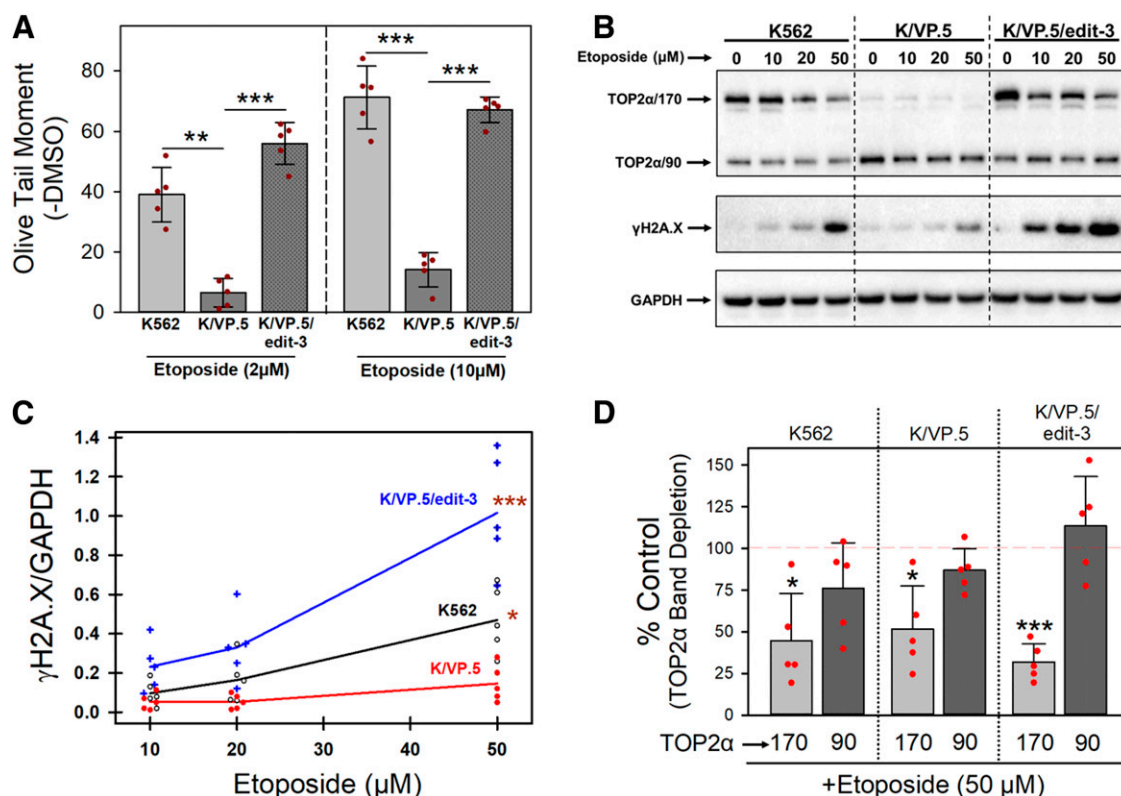 A
Olive Tail Moment
(-DMSO)
80
60
40
20
0
***
***
**
***
K562
K/VP.5
K/VP.5/
edit-3
K562
K/VP.5
K/VP.5/
edit-3
Etoposide (2µM)
Etoposide (10µM)
B
K562
K/VP.5
K/VP.5/edit-3
Etoposide (µM)
0 10 20 50 0 10 20 50 0 10 20 50
TOP2α/170
TOP2α/90
γH2A.X
GAPDH
C
γH2A.X/GAPDH
1.4
1.2
1.0
0.8
0.6
0.4
0.2
0.0
K/VP.5/edit-3
***
K562
*
K/VP.5
10 20 30 40 50
Etoposide (µM)
D
% Control
(TOP2α Band Depletion)
K562
K/VP.5
K/VP.5/
edit-3
150
125
100
75
50
25
0
*
*
***
TOP2α
170 90 170 90 170 90
+Etoposide (50 µM)